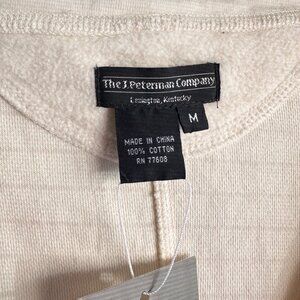 The J. Peterman Company
Lexington, Kentucky
M
MADE IN CHINA
100% COTTON
RN 77608